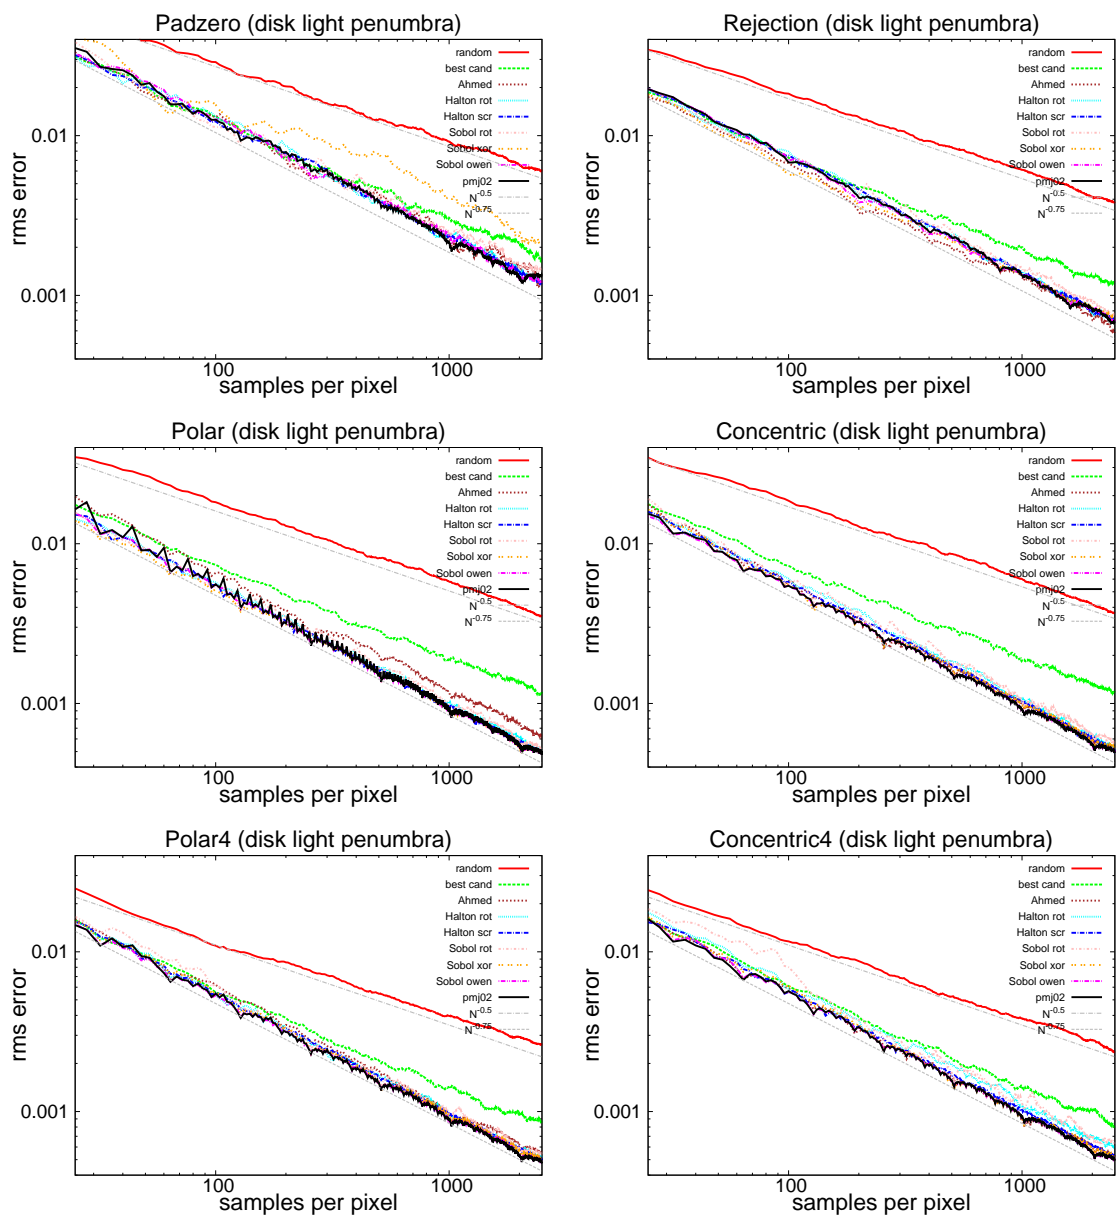 Padzero (disk light penumbra)
random
best cand
Ahmed
Halton rot
Halton scr
Sobol rot
Sobol xor
Sobol owen
pmj02
N^-0.5
N^-0.75
0.01
0.001
rms error
100
1000
samples per pixel
Rejection (disk light penumbra)
random
best cand
Ahmed
Halton rot
Halton scr
Sobol rot
Sobol xor
Sobol owen
pmj02
N^-0.5
N^-0.75
0.01
0.001
rms error
100
1000
samples per pixel
Polar (disk light penumbra)
random
best cand
Ahmed
Halton rot
Halton scr
Sobol rot
Sobol xor
Sobol owen
pmj02
N^-0.5
N^-0.75
0.01
0.001
rms error
100
1000
samples per pixel
Concentric (disk light penumbra)
random
best cand
Ahmed
Halton rot
Halton scr
Sobol rot
Sobol xor
Sobol owen
pmj02
N^-0.5
N^-0.75
0.01
0.001
rms error
100
1000
samples per pixel
Polar4 (disk light penumbra)
random
best cand
Ahmed
Halton rot
Halton scr
Sobol rot
Sobol xor
Sobol owen
pmj02
N^-0.5
N^-0.75
0.01
0.001
rms error
100
1000
samples per pixel
Concentric4 (disk light penumbra)
random
best cand
Ahmed
Halton rot
Halton scr
Sobol rot
Sobol xor
Sobol owen
pmj02
N^-0.5
N^-0.75
0.01
0.001
rms error
100
1000
samples per pixel